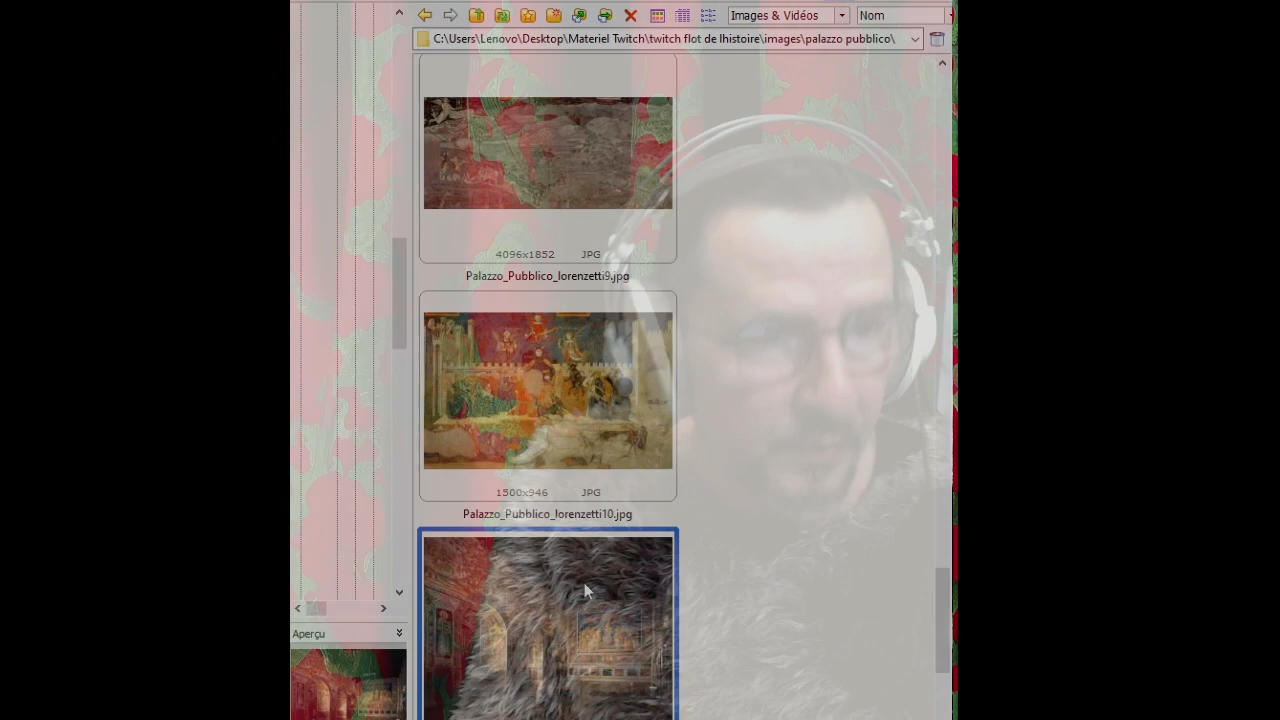 Images & Vidéos
Nom
C:\Users\Lenovo\Desktop\Materiel Twitch\twitch flot de lhistoire\images\palazzo pubblico\
4096x1852 JPG
Palazzo_Pubblico_lorenzetti9.jpg
1500x946 JPG
Palazzo_Pubblico_lorenzetti10.jpg
Aperçu